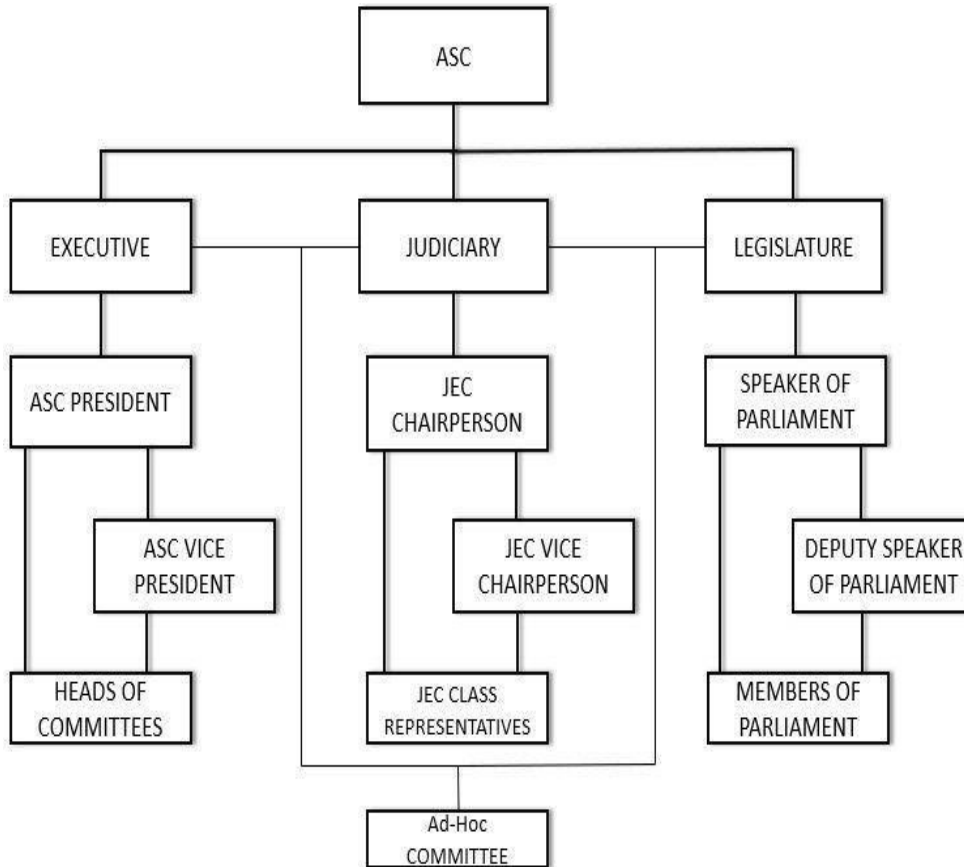 ASC
EXECUTIVE
JUDICIARY
LEGISLATURE
ASC PRESIDENT
JEC
CHAIRPERSON
SPEAKER OF
PARLIAMENT
ASC VICE
PRESIDENT
JEC VICE
CHAIRPERSON
DEPUTY SPEAKER
OF PARLIAMENT
HEADS OF
COMMITTEES
JEC CLASS
REPRESENTATIVES
MEMBERS OF
PARLIAMENT
Ad-Hoc
COMMITTEE